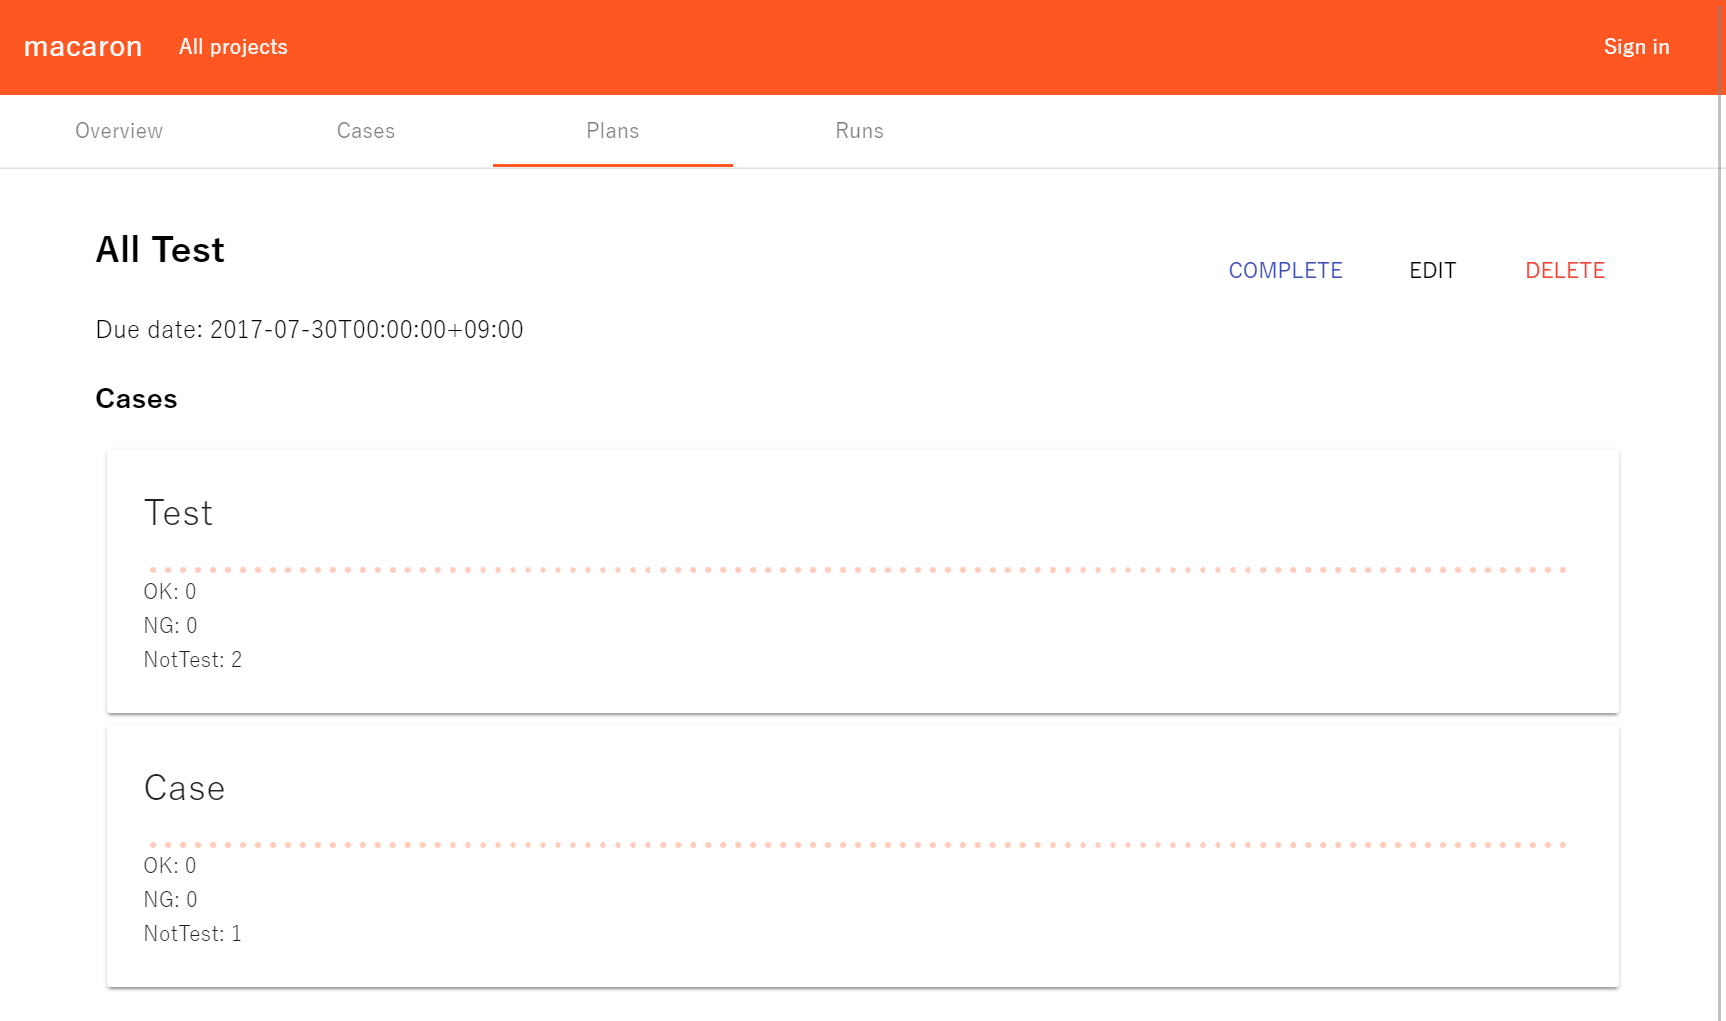 macaron All projects Sign in
Overview Cases Plans Runs
All Test
COMPLETE EDIT DELETE
Due date: 2017-07-30T00:00:00+09:00
Cases
Test
OK: 0
NG: 0
NotTest: 2
Case
OK: 0
NG: 0
NotTest: 1